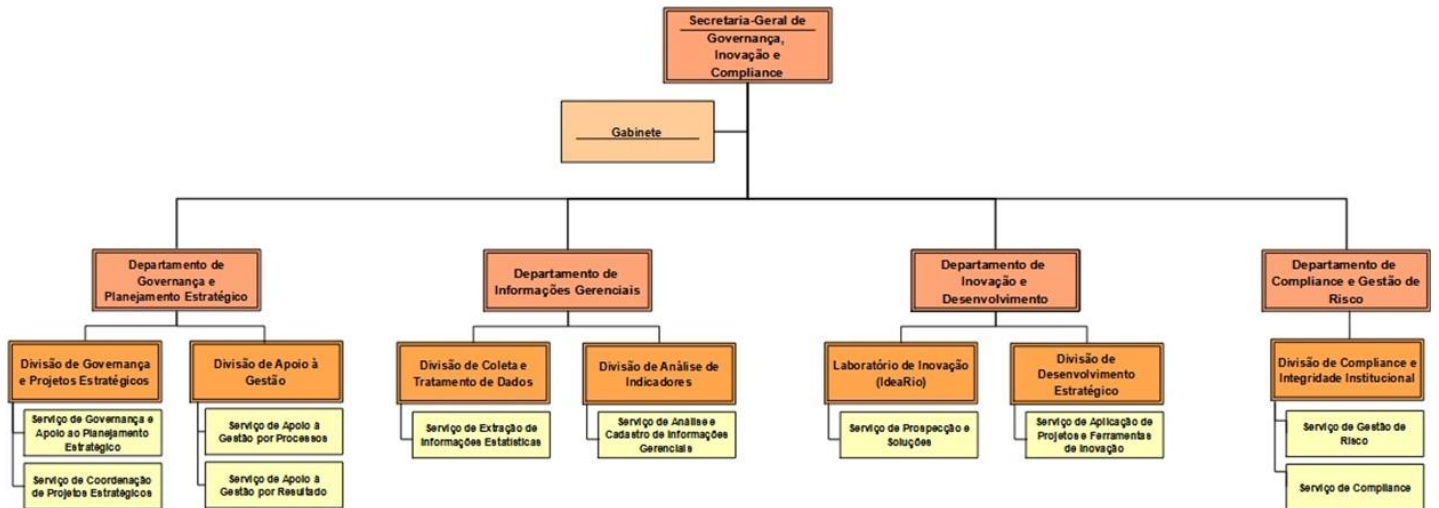 Secretaria-Geral de
Governança,
Inovação e
Compliance
Gabinete
Departamento de
Governança e
Planejamento Estratégico
Departamento de
Informações Gerenciais
Departamento de
Inovação e
Desenvolvimento
Departamento de
Compliance e Gestão de
Risco
Divisão de Governança
e Projetos Estratégicos
Divisão de Apoio à
Gestão
Divisão de Coleta e
Tratamento de Dados
Divisão de Análise de
Indicadores
Laboratório de Inovação
(IdeaRio)
Divisão de
Desenvolvimento
Estratégico
Divisão de Compliance e
Integridade Institucional
Serviço de Governança e
Apoio ao Planejamento
Estratégico
Serviço de Apoio à
Gestão por Processos
Serviço de Extração de
Informações Estatísticas
Serviço de Análise e
Cadastro de Informações
Gerenciais
Serviço de Prospecção e
Soluções
Serviço de Aplicação de
Projetos e Ferramentas
de Inovação
Serviço de Gestão de
Risco
Serviço de Coordenação
de Projetos Estratégicos
Serviço de Apoio à
Gestão por Resultado
Serviço de Compliance